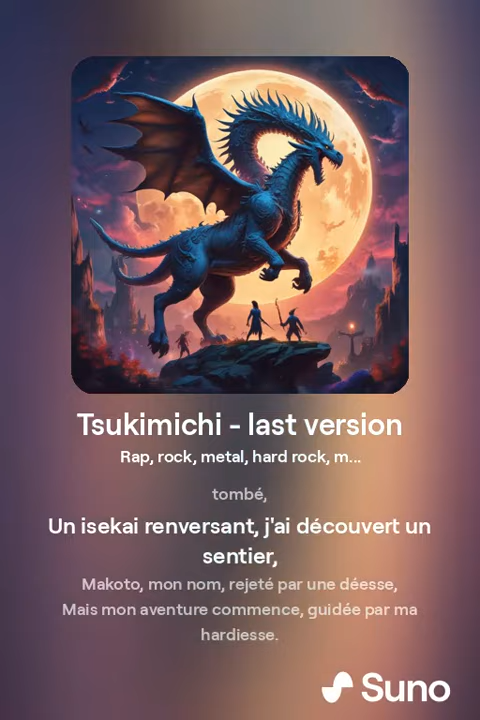 Tsukimichi - last version
Rap, rock, metal, hard rock, m...
tombé,
Un isekai renversant, j'ai découvert un
sentier,
Makoto, mon nom, rejeté par une déesse,
Mais mon aventure commence, guidée par ma
hardiesse.
Suno